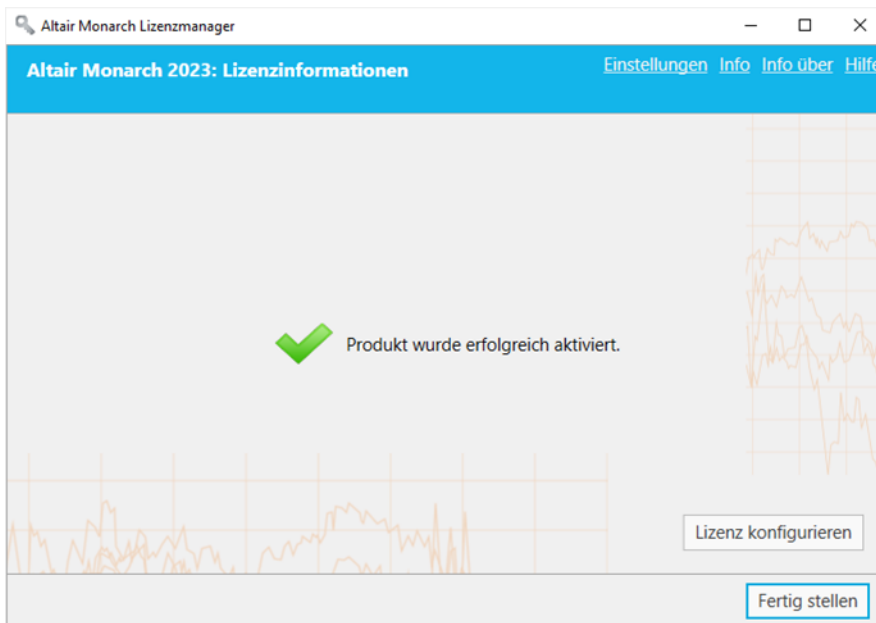 Altair Monarch Lizenzmanager
Altair Monarch 2023: Lizenzinformationen
Einstellungen Info Info über Hilfe
Produkt wurde erfolgreich aktiviert.
Lizenz konfigurieren
Fertig stellen